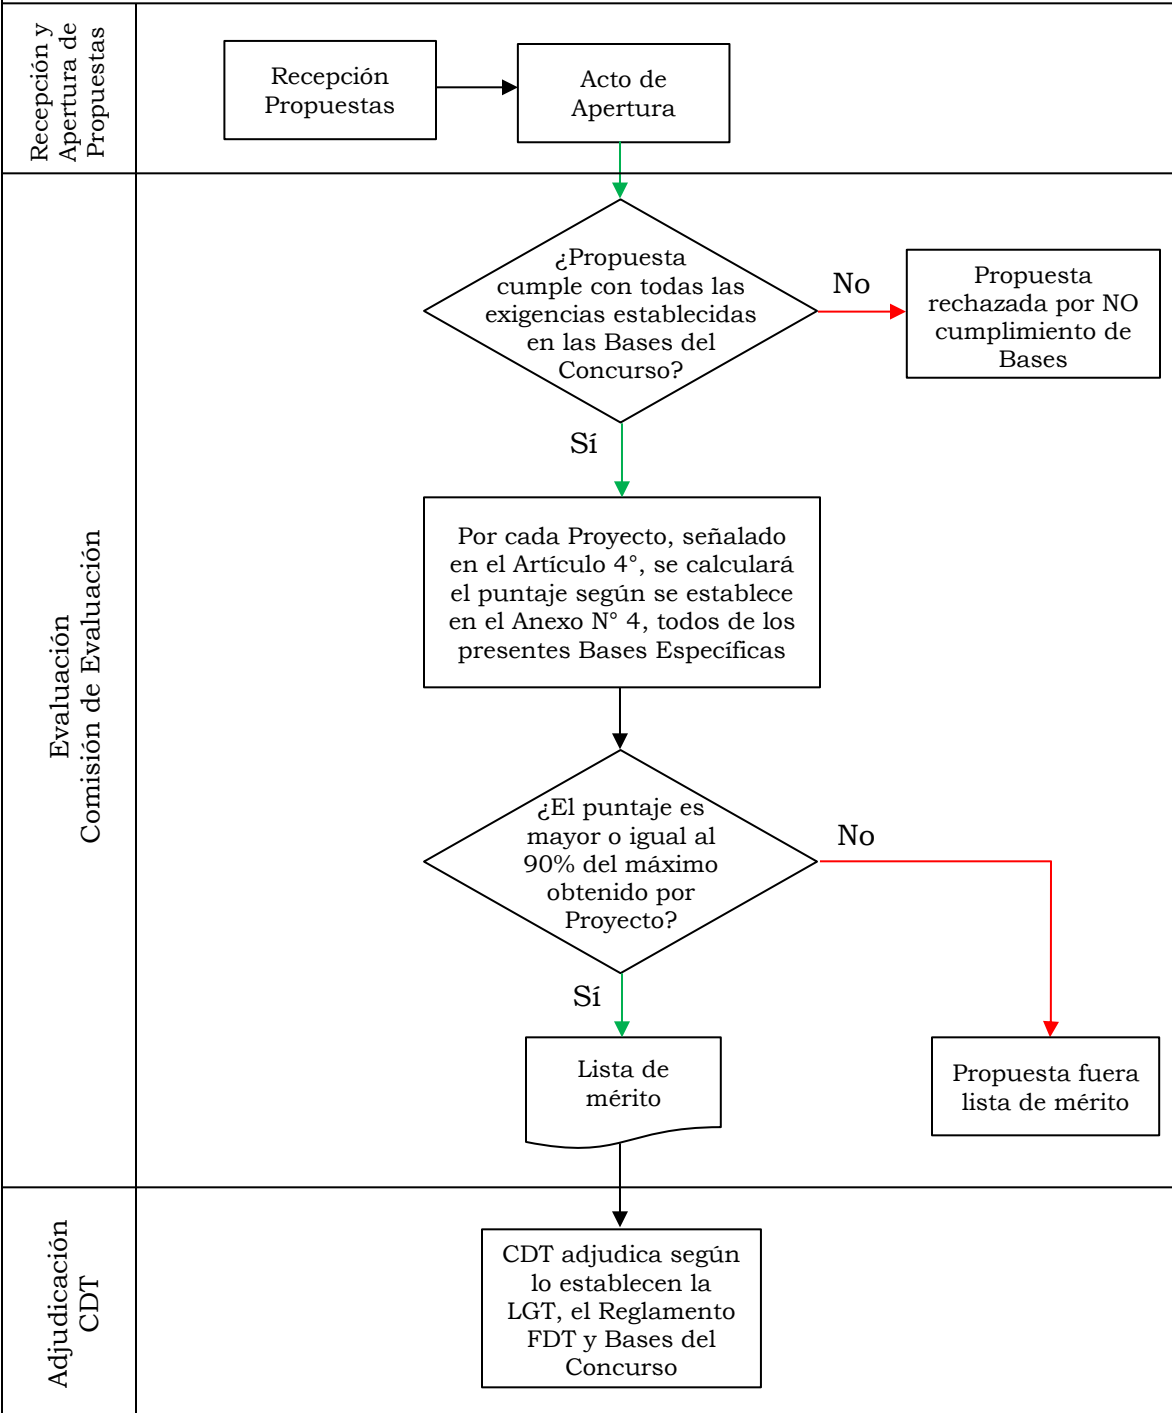 Recepción y
Apertura de
Propuestas
Recepción
Propuestas
Acto de
Apertura
Evaluación
Comisión de Evaluación
¿Propuesta
cumple con todas las
exigencias establecidas
en las Bases del
Concurso?
No
Propuesta
rechazada por NO
cumplimiento de
Bases
Sí
Por cada Proyecto, señalado
en el Artículo 4°, se calculará
el puntaje según se establece
en el Anexo N° 4, todos de los
presentes Bases Específicas
¿El puntaje es
mayor o igual al
90% del máximo
obtenido por
Proyecto?
No
Sí
Lista de
mérito
Propuesta fuera
lista de mérito
Adjudicación
CDT
CDT adjudica según
lo establecen la
LGT, el Reglamento
FDT y Bases del
Concurso